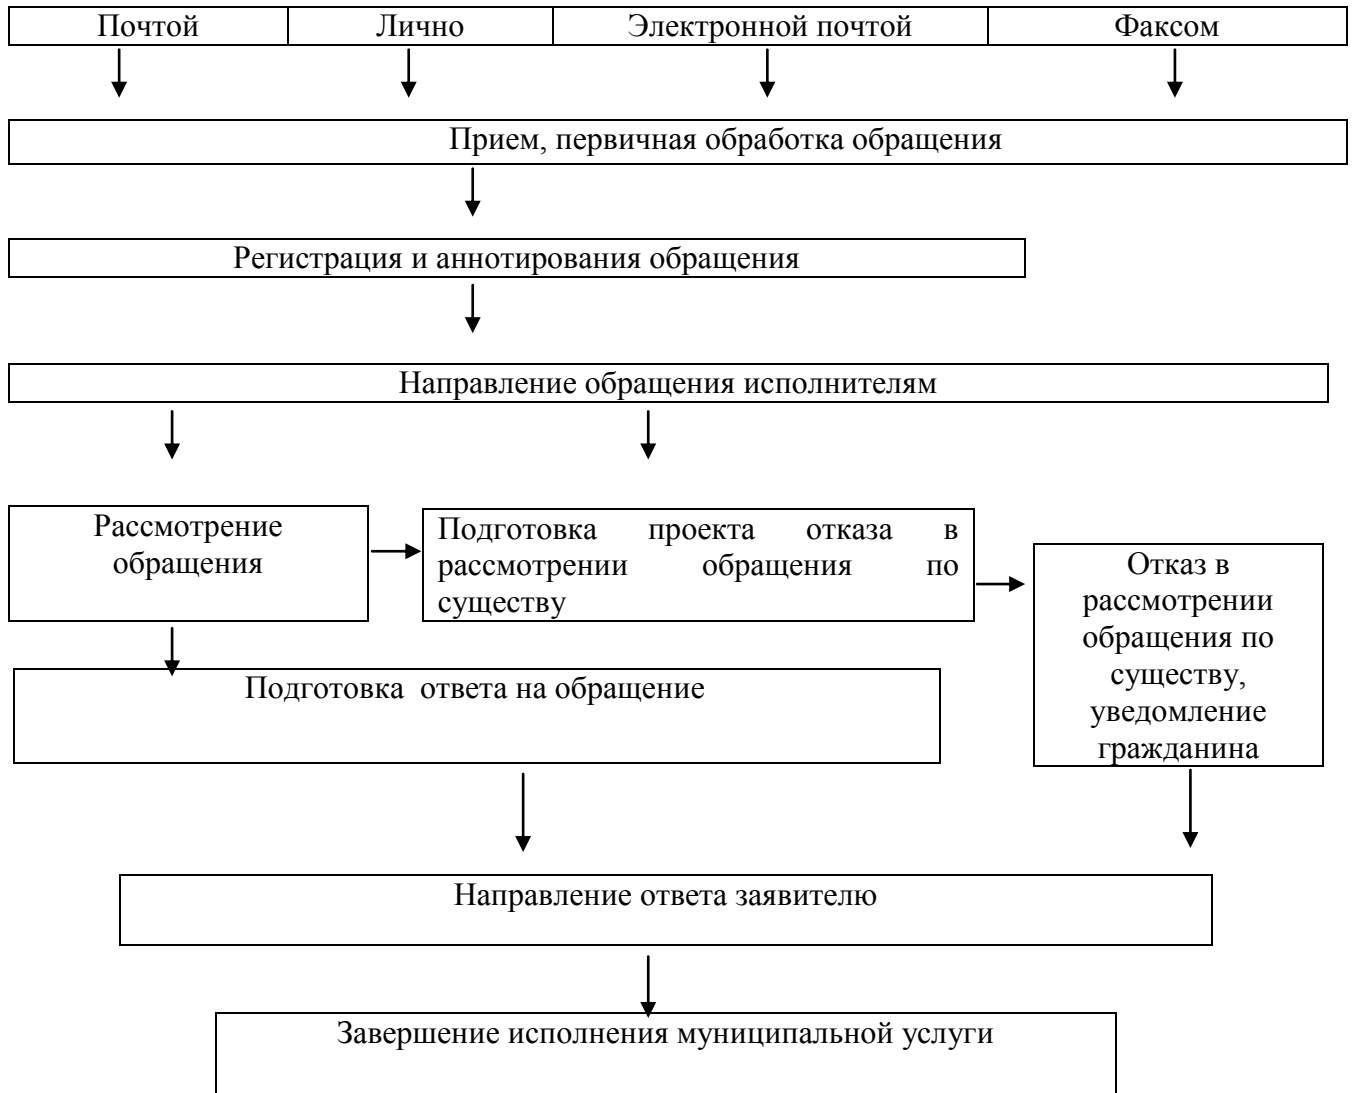 Почтой Лично Электронной почтой Факсом
Прием, первичная обработка обращения
Регистрация и аннотирования обращения
Направление обращения исполнителям
Рассмотрение
обращения
Подготовка проекта отказа в
рассмотрении обращения по
существу
Отказ в
рассмотрении
обращения по
существу,
уведомление
гражданина
Подготовка ответа на обращение
Направление ответа заявителю
Завершение исполнения муниципальной услуги